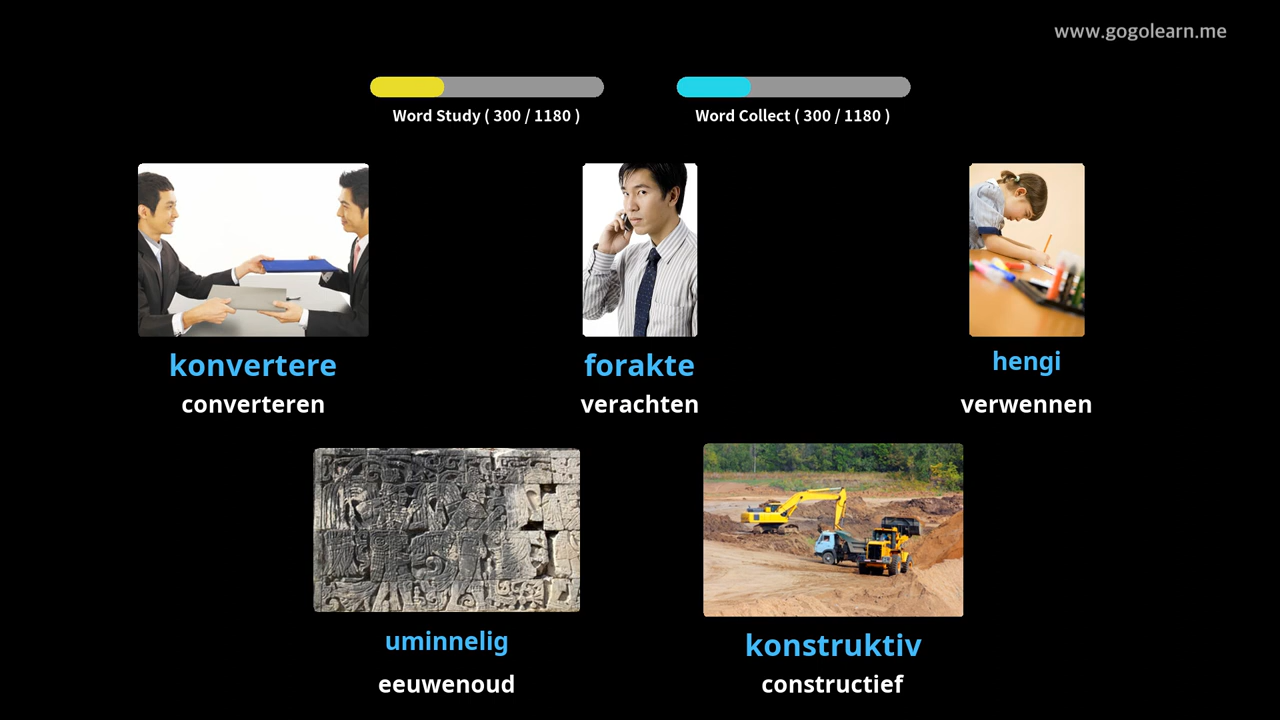 www.gogolearn.me
Word Study ( 300 / 1180 )
Word Collect ( 300 / 1180 )
konvertere
forakte
hengi
converteren
verachten
verwennen
uminnelig
konstruktiv
eeuwenoud
constructief